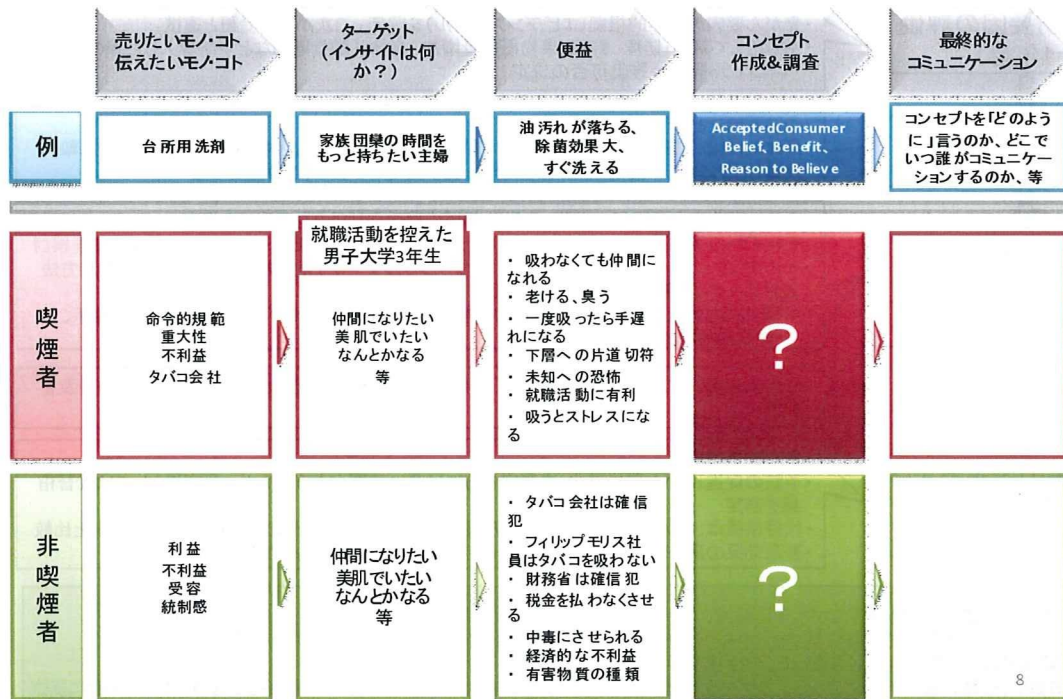 売りたいモノ・コト
伝えたいモノ・コト
ターゲット
(インサイトは何
か?)
便益
コンセプト
作成&調査
最終的な
コミュニケーション
例
台所用洗剤
家族団欒の時間を
もっと持ちたい主婦
油汚れが落ちる、
除菌効果大、
すぐ洗える
AcceptedConsumer
Belief、Benefit、
Reason to Believe
コンセプトを「どのよう
に」言うのか、どこで
いつ誰がコミュニケー
ションするのか、等
喫煙者
命令的規範
重大性
不利益
タバコ会社
就職活動を控えた
男子大学3年生
仲間になりたい
美肌でいたい
なんとかなる
等
・ 吸わなくても仲間に
なれる
・ 老ける、臭う
・ 一度吸ったら手遅
れになる
・ 下層への片道切符
・ 未知への恐怖
・ 就職活動に有利
・ 吸うとストレスにな
る
?
非喫煙者
利益
不利益
受容
統制感
仲間になりたい
美肌でいたい
なんとかなる
等
・ タバコ会社は確信
犯
・ フィリップモリス社
員はタバコを吸わない
・ 財務省は確信犯
・ 税金を払わなくさせ
る
・ 中毒にさせられる
・ 経済的な不利益
・ 有害物質の種類
?
8